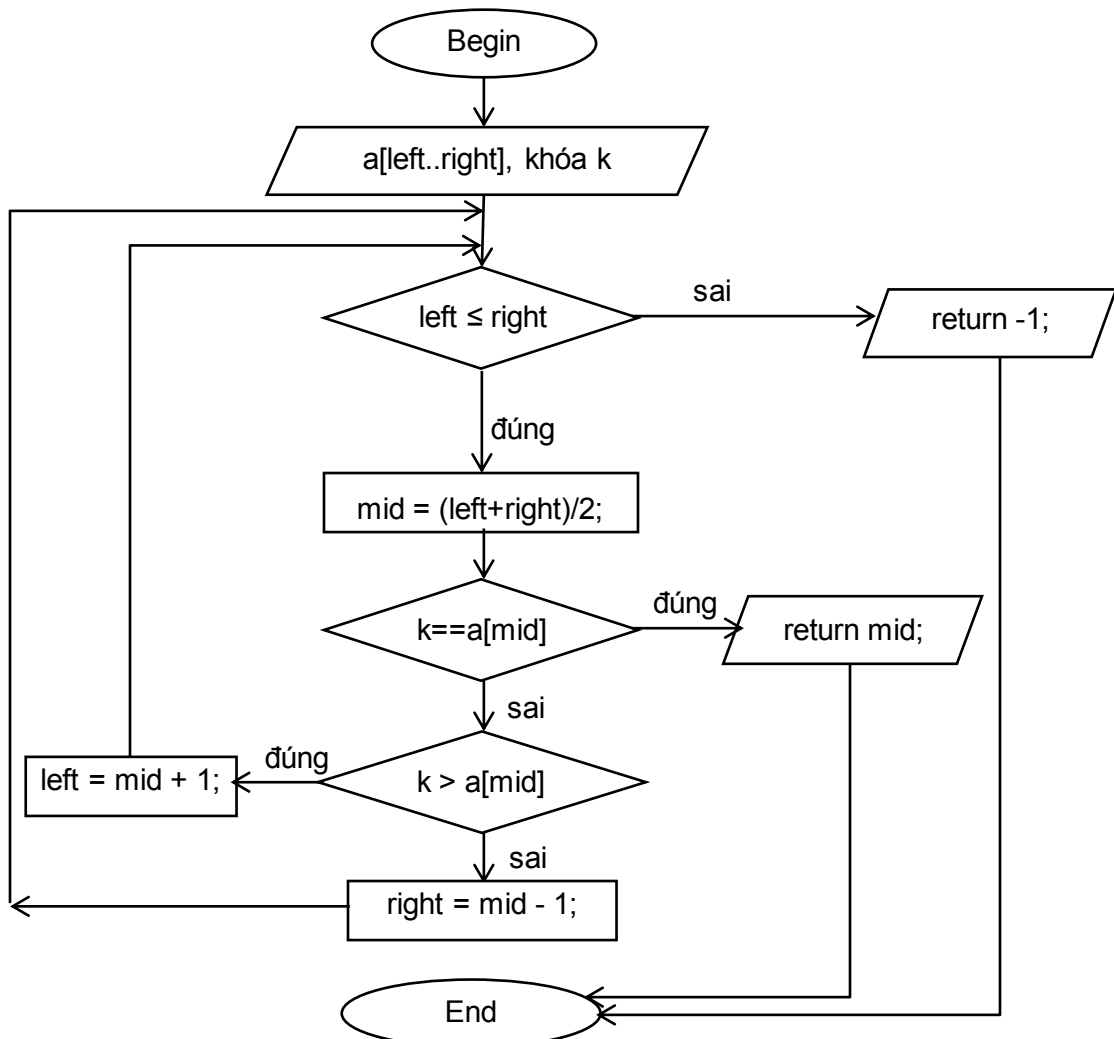 Begin
a[left..right], khóa k
left ≤ right
sai
return -1;
đúng
mid = (left+right)/2;
k==a[mid]
đúng
return mid;
sai
k > a[mid]
đúng
left = mid + 1;
sai
right = mid - 1;
End